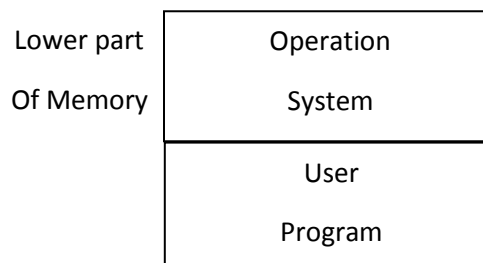 Lower part
Of Memory
Operation
System
User
Program